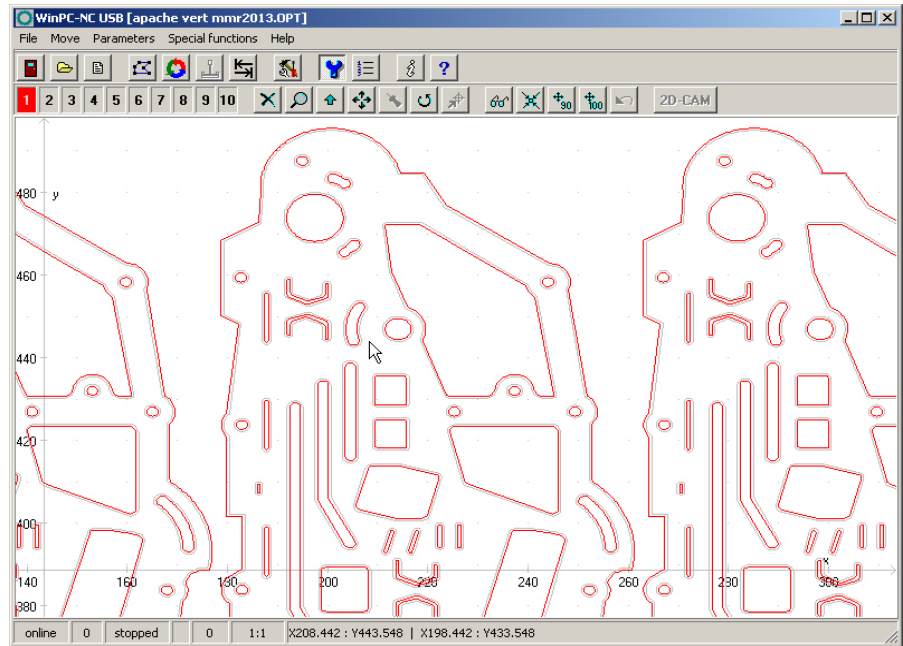 WinPC-NC USB [apache vert mmr2013.OPT]
File Move Parameters Special functions Help
?
1 2 3 4 5 6 7 8 9 10 90 100 2D-CAM
480 y
460
440
420
400
x
140 160 180 200 220 240 260 280 300
380
online 0 stopped 0 1:1 X208.442 : Y443.548 | X198.442 : Y433.548